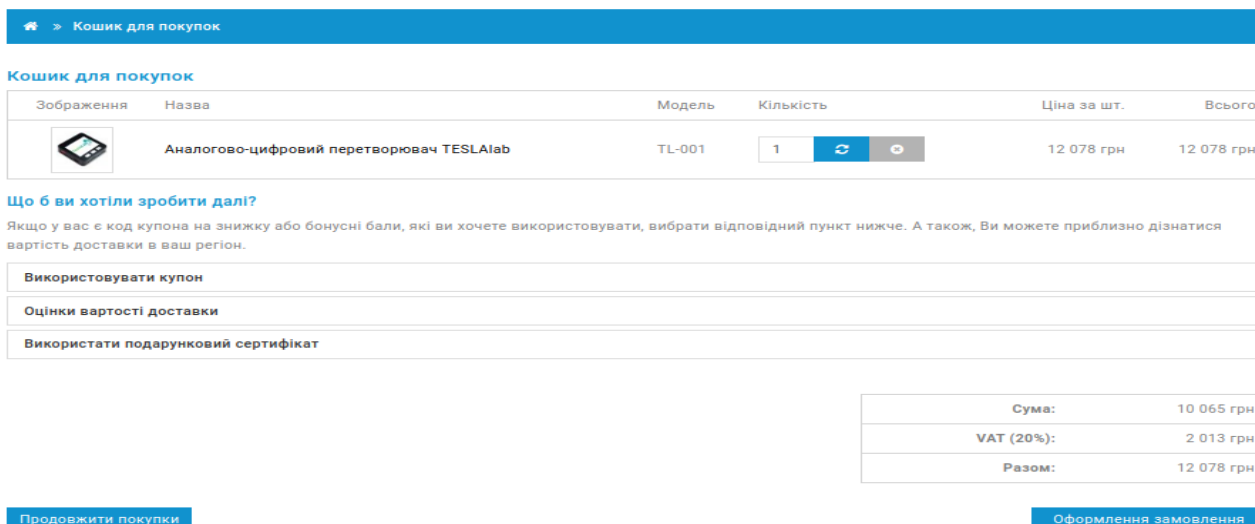 » Кошик для покупок
Кошик для покупок
Зображення Назва Модель Кількість Ціна за шт. Всього
Аналогово-цифровий перетворювач TESLAlab TL-001 1 12 078 грн 12 078 грн
Що б ви хотіли зробити далі?
Якщо у вас є код купона на знижку або бонусні бали, які ви хочете використовувати, вибрати відповідний пункт нижче. А також, Ви можете приблизно дізнатися
вартість доставки в ваш регіон.
Використовувати купон
Оцінки вартості доставки
Використати подарунковий сертифікат
Сума: 10 065 грн
VAT (20%): 2 013 грн
Разом: 12 078 грн
Продовжити покупки Оформлення замовлення